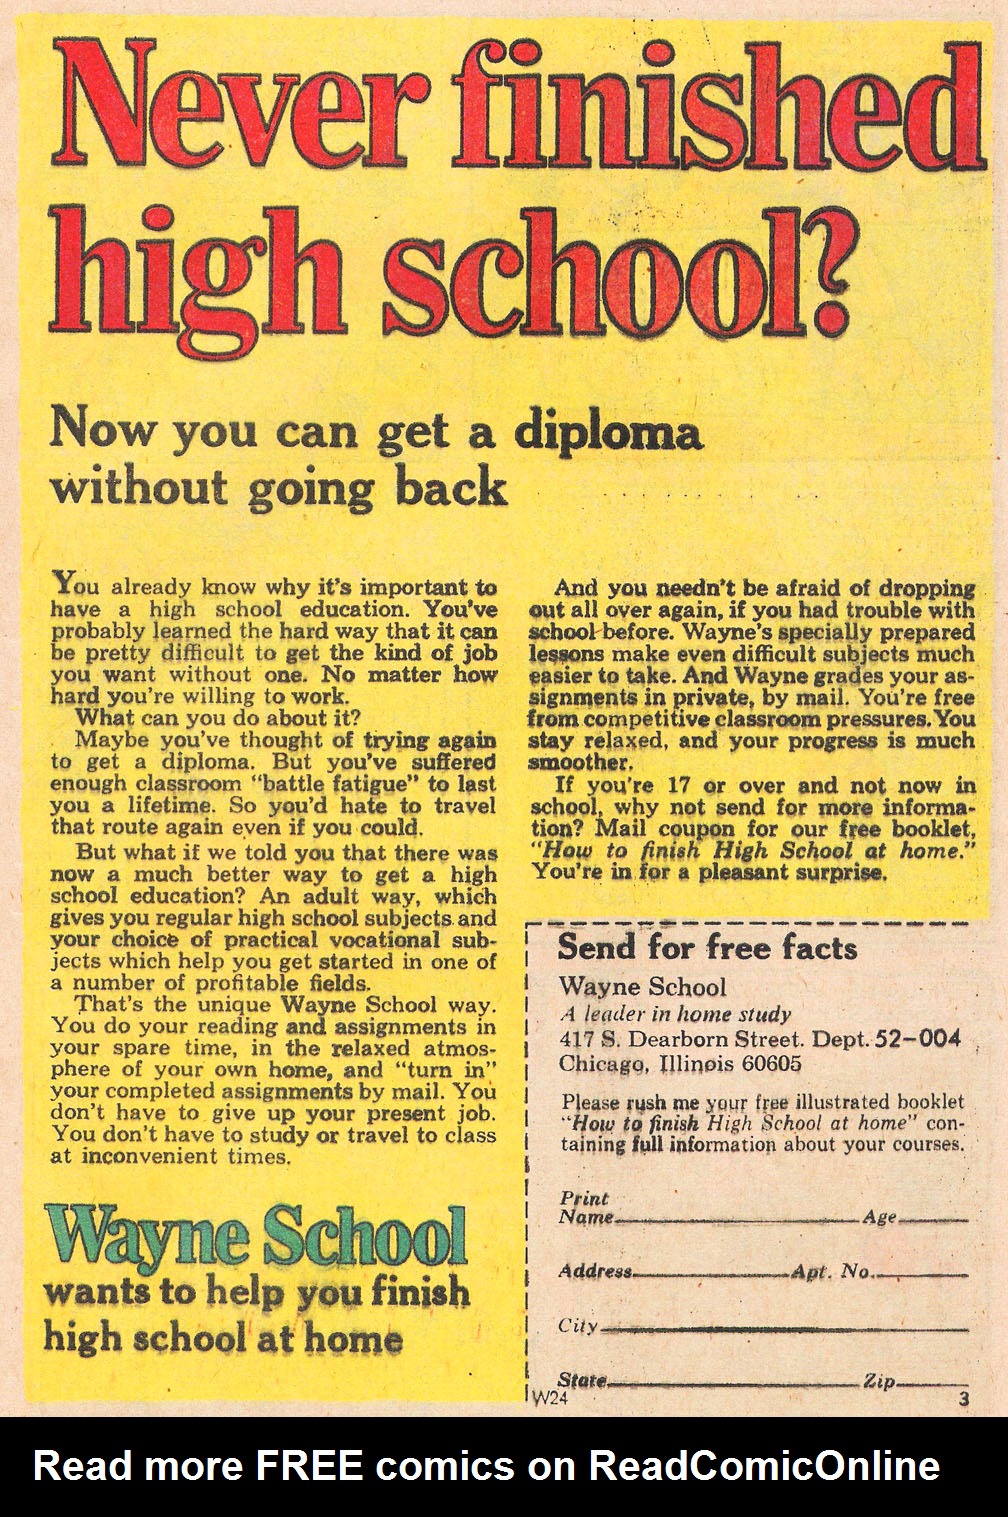 Never finished
high school?
Now you can get a diploma
without going back
You already know why it's important to
have a high school education. You've
probably learned the hard way that it can
be pretty difficult to get the kind of job
you want without one. No matter how
hard you're willing to work.
What can you do about it?
Maybe you've thought of trying again
to get a diploma. But you've suffered
enough classroom "battle fatigue" to last
you a lifetime. So you'd hate to travel
that route again even if you could.
But what if we told you that there was
now a much better way to get a high
school education? An adult way, which
gives you regular high school subjects and
your choice of practical vocational sub-
jects which help you get started in one of
a number of profitable fields.
That's the unique Wayne School way.
You do your reading and assignments in
your spare time, in the relaxed atmos-
phere of your own home, and "turn in"
your completed assignments by mail. You
don't have to give up your present job.
You don't have to study or travel to class
at inconvenient times.
Wayne School
wants to help you finish
high school at home
And you needn't be afraid of dropping
out all over again, if you had trouble with
school before. Wayne's specially prepared
lessons make even difficult subjects much
easier to take. And Wayne grades your as-
signments in private, by mail. You're free
from competitive classroom pressures. You
stay relaxed, and your progress is much
smoother.
If you're 17 or over and not now in
school, why not send for more informa-
tion? Mail coupon for our free booklet,
"How to finish High School at home."
You're in for a pleasant surprise.
Send for free facts
Wayne School
A leader in home study
417 S. Dearborn Street. Dept. 52-004
Chicago, Illinois 60605
Please rush me your free illustrated booklet
"How to finish High School at home" con-
taining full information about your courses.
Print
Name Age
Address Apt. No.
City
State Zip
W24 3
Read more FREE comics on ReadComicOnline